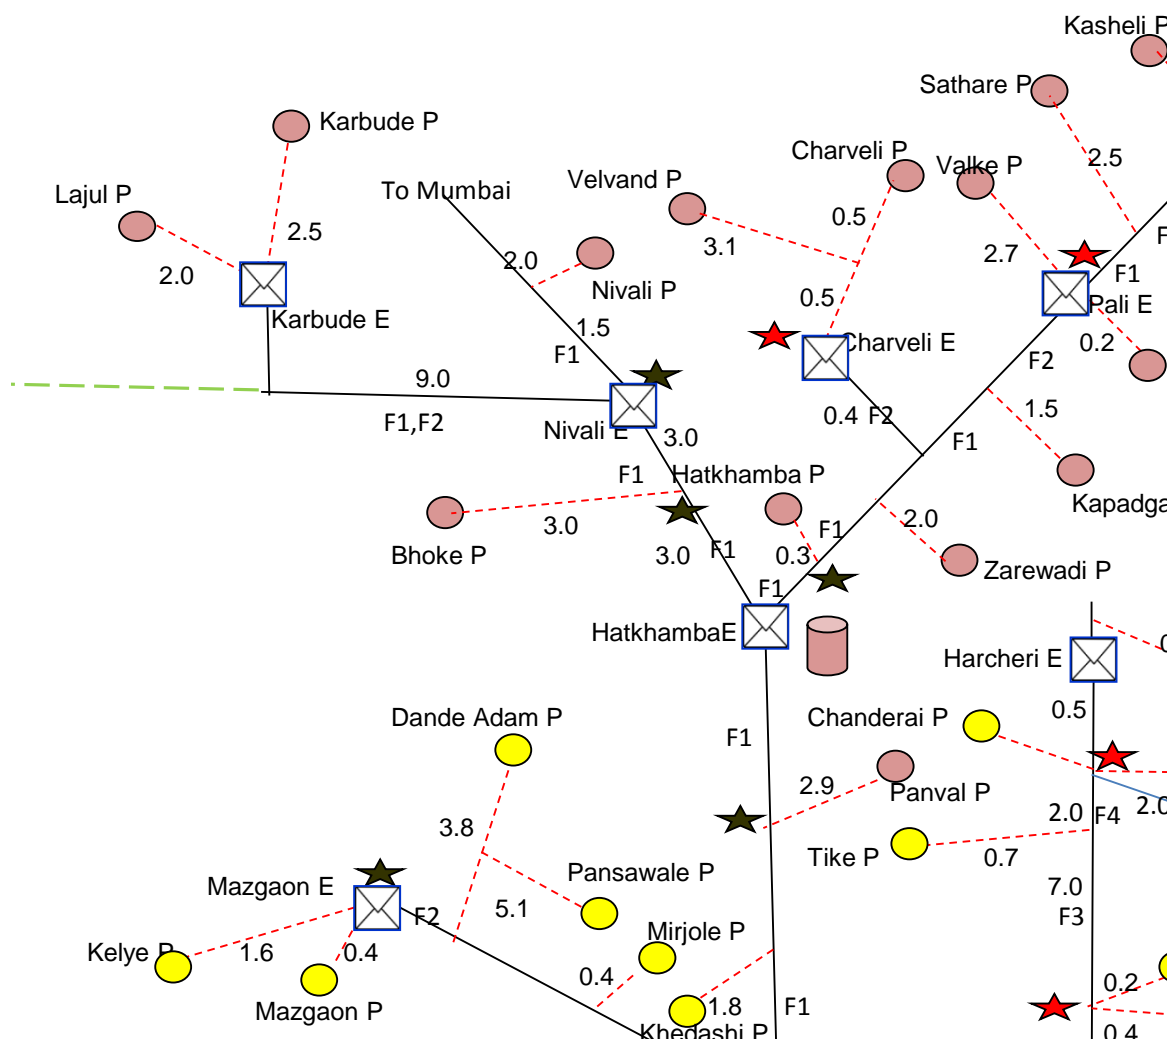 Kasheli P
Sathare P
Karbude P
Charveli P
Valke P
2.5
Velvand P
To Mumbai
Lajul P
0.5
2.5
3.1
2.7
F
2.0
2.0
F1
Nivali P
0.5
Pali E
Karbude E
1.5
Charveli E
0.2
F1
F2
9.0
0.4
F2
1.5
F1,F2
Nivali E
3.0
F1
F1
Hatkhamba P
Kapadga
3.0
F1
2.0
Bhoke P
3.0
F1
0.3
Zarewadi P
F1
HatkhambaE
Harcheri E
0
Dande Adam P
Chanderai P
0.5
F1
2.9
Panval P
2.0
F4
2.0
3.8
Tike P
0.7
Mazgaon E
Pansawale P
7.0
F2
5.1
F3
Mirjole P
Kelye P
1.6
0.4
0.4
0.2
Mazgaon P
1.8
F1
Khedashi P
0.4